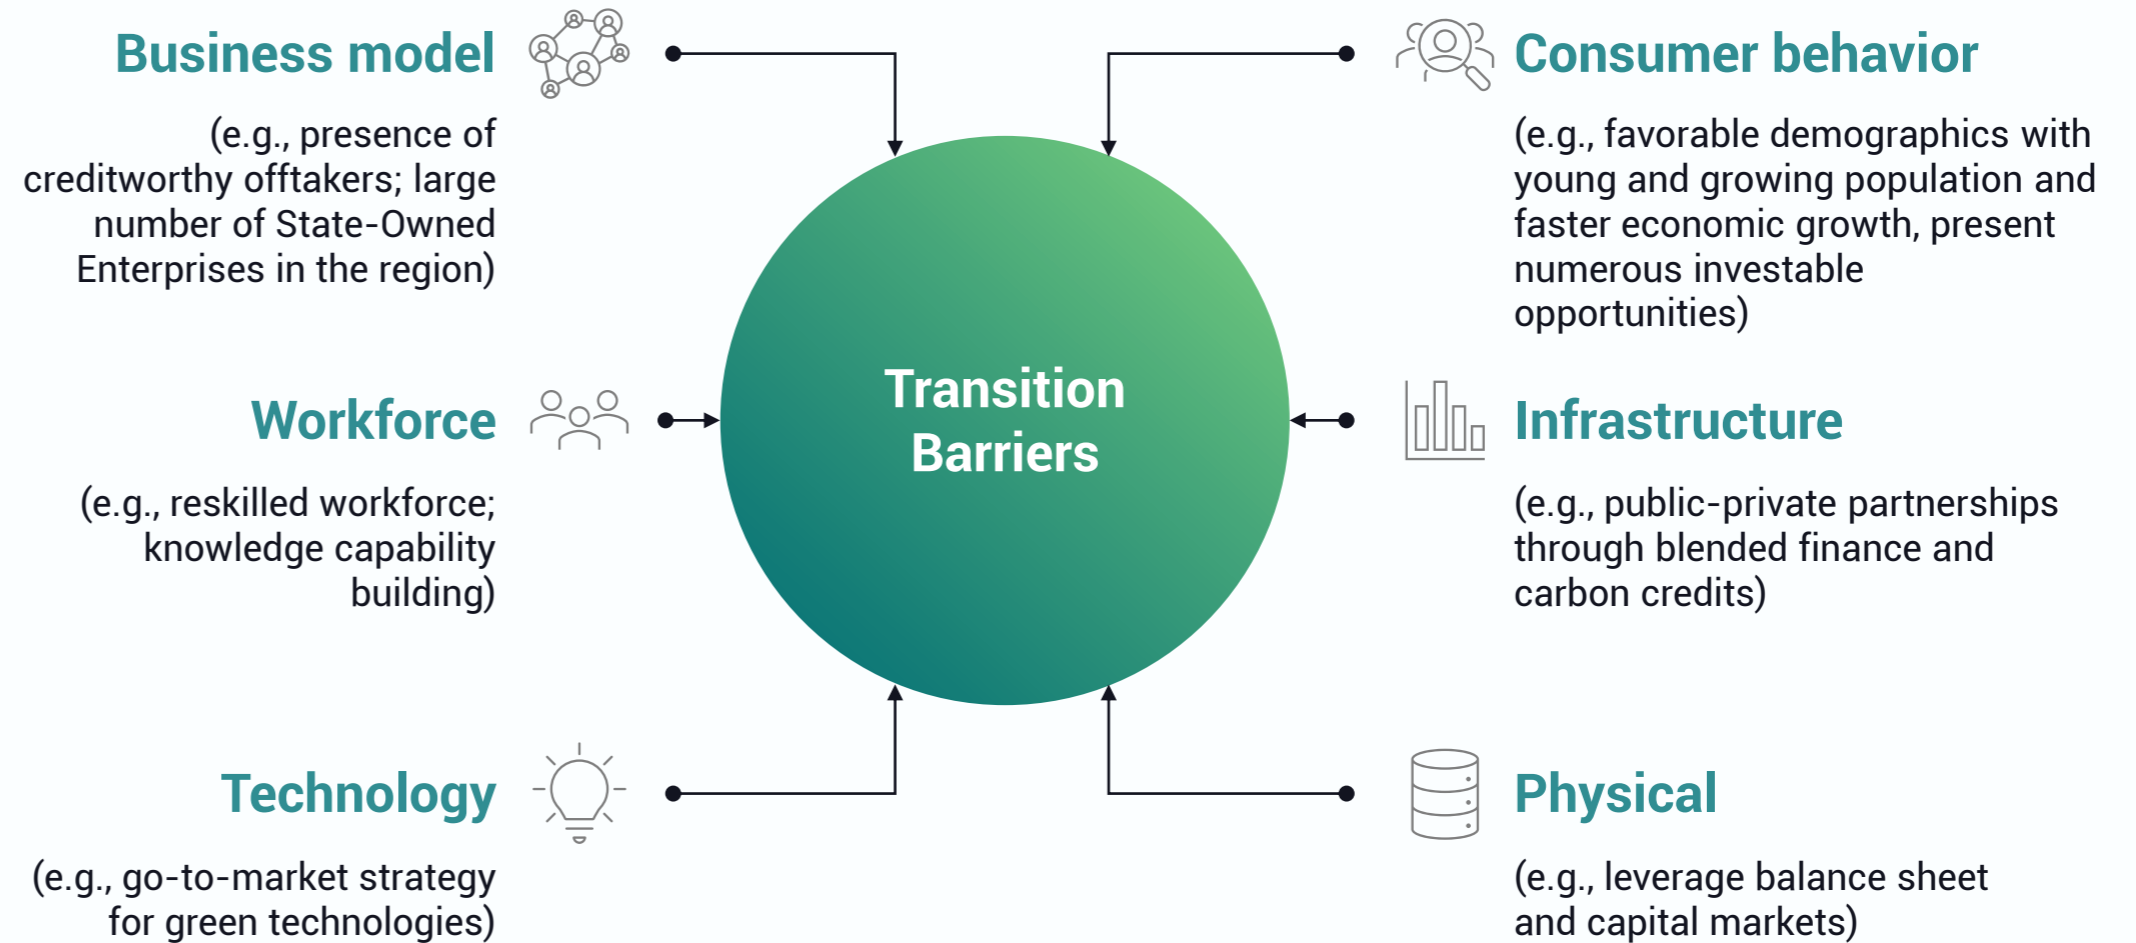 Business model
(e.g., presence of
creditworthy offtakers; large
number of State-Owned
Enterprises in the region)
Workforce
(e.g., reskilled workforce;
knowledge capability
building)
Technology
(e.g., go-to-market strategy
for green technologies)
Transition
Barriers
Consumer behavior
(e.g., favorable demographics with
young and growing population and
faster economic growth, present
numerous investable
opportunities)
Infrastructure
(e.g., public-private partnerships
through blended finance and
carbon credits)
Physical
(e.g., leverage balance sheet
and capital markets)